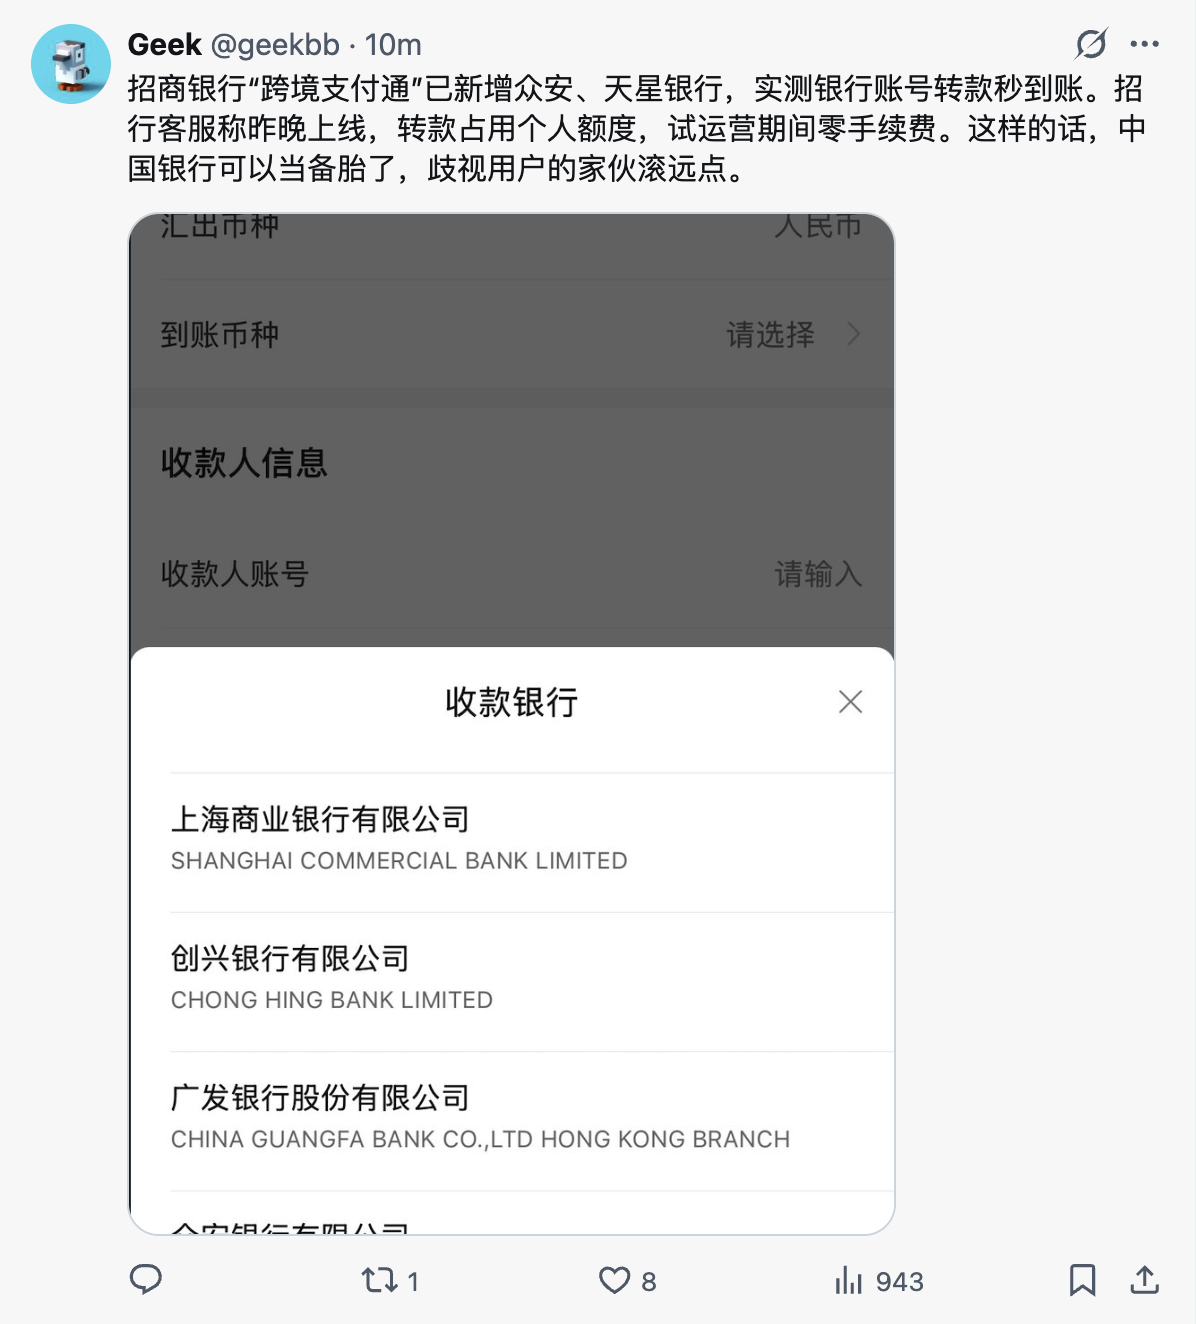 Geek @geekbb · 10m
招商银行“跨境支付通”已新增众安、天星银行，实测银行账号转款秒到账。招
行客服称昨晚上线，转款占用个人额度，试运营期间零手续费。这样的话，中
国银行可以当备胎了，歧视用户的家伙滚远点。
汇出币种 人民币
到账币种 请选择
收款人信息
收款人账号 请输入
收款银行
上海商业银行有限公司
SHANGHAI COMMERCIAL BANK LIMITED
创兴银行有限公司
CHONG HING BANK LIMITED
广发银行股份有限公司
CHINA GUANGFA BANK CO.,LTD HONG KONG BRANCH
众安银行有限公司
1 8 943